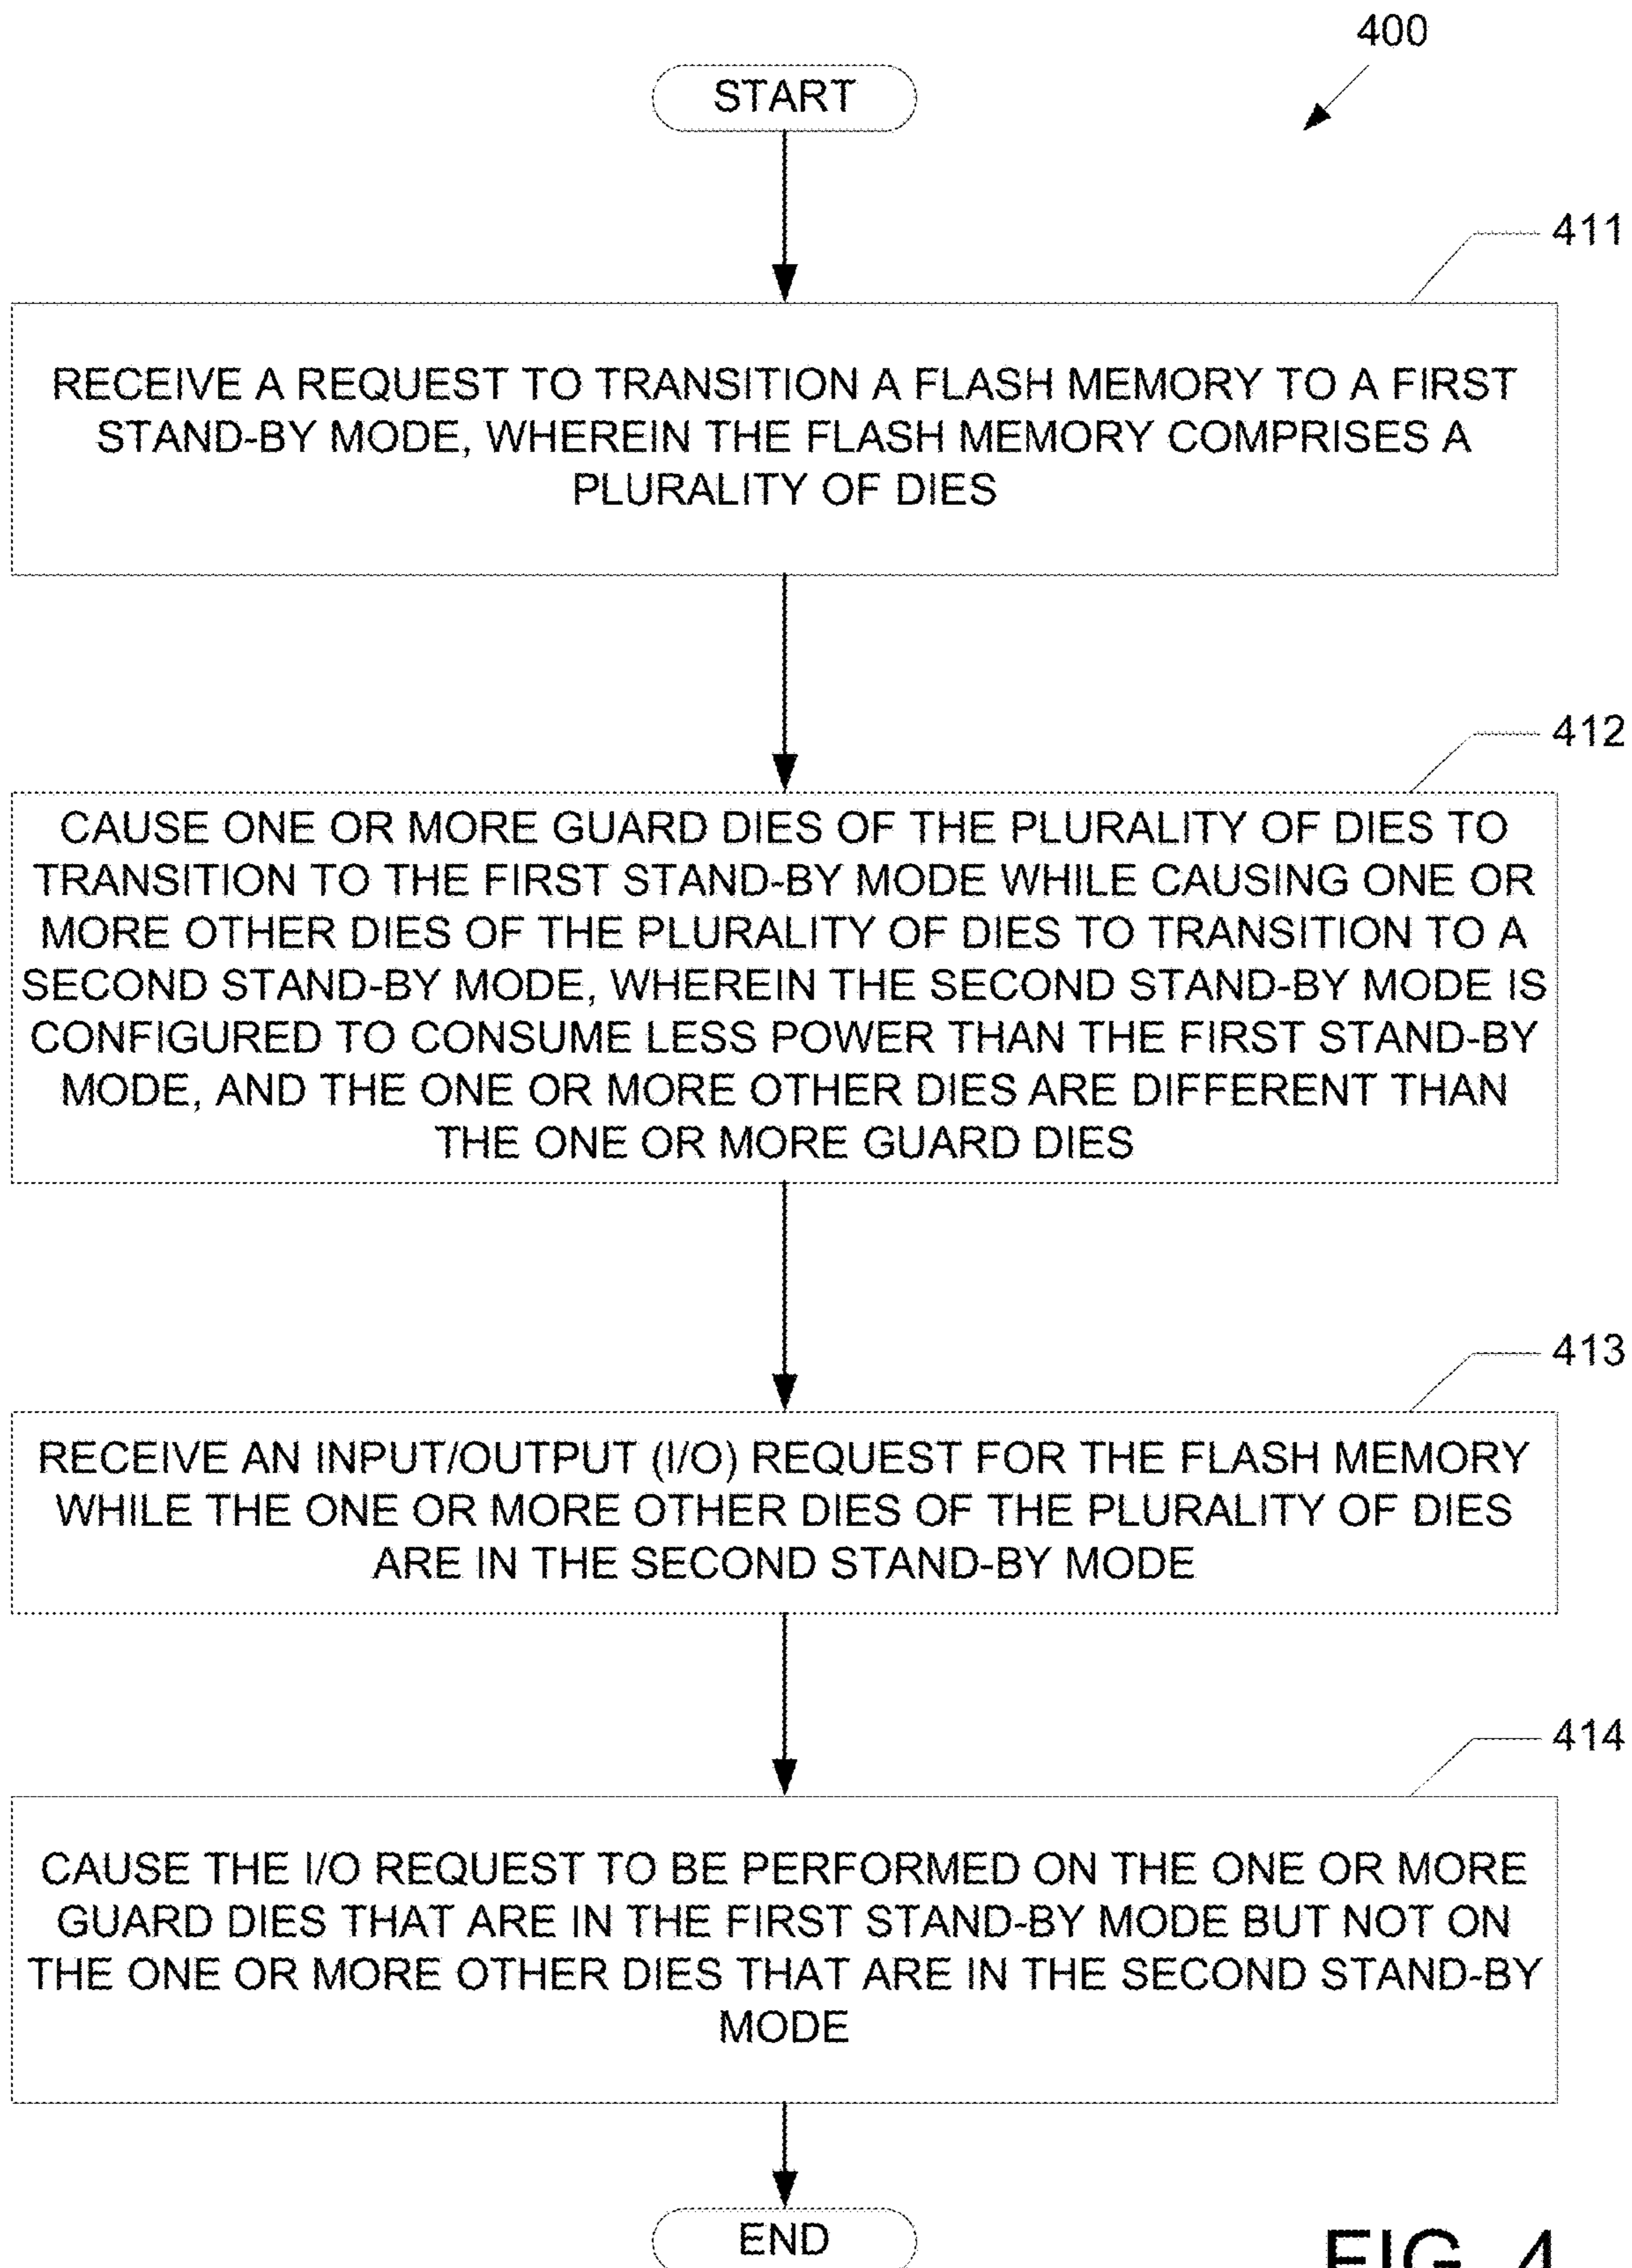 400
START
411
RECEIVE A REQUEST TO TRANSITION A FLASH MEMORY TO A FIRST
STAND-BY MODE, WHEREIN THE FLASH MEMORY COMPRISES A
PLURALITY OF DIES
412
CAUSE ONE OR MORE GUARD DIES OF THE PLURALITY OF DIES TO
TRANSITION TO THE FIRST STAND-BY MODE WHILE CAUSING ONE OR
MORE OTHER DIES OF THE PLURALITY OF DIES TO TRANSITION TO A
SECOND STAND-BY MODE, WHEREIN THE SECOND STAND-BY MODE IS
CONFIGURED TO CONSUME LESS POWER THAN THE FIRST STAND-BY
MODE, AND THE ONE OR MORE OTHER DIES ARE DIFFERENT THAN
THE ONE OR MORE GUARD DIES
413
RECEIVE AN INPUT/OUTPUT (I/O) REQUEST FOR THE FLASH MEMORY
WHILE THE ONE OR MORE OTHER DIES OF THE PLURALITY OF DIES
ARE IN THE SECOND STAND-BY MODE
414
CAUSE THE I/O REQUEST TO BE PERFORMED ON THE ONE OR MORE
GUARD DIES THAT ARE IN THE FIRST STAND-BY MODE BUT NOT ON
THE ONE OR MORE OTHER DIES THAT ARE IN THE SECOND STAND-BY
MODE
END
FIG. 4